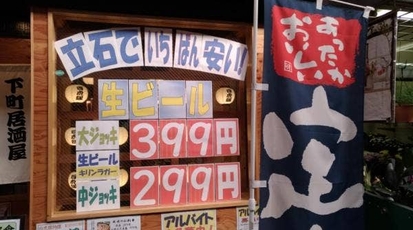 立石でいちばん安い!!
生ビール
大ジョッキ 399円
生ビール
キリンラガー
中ジョッキ 299円
下町居酒屋
アルバイト
あったか
おいしい
定